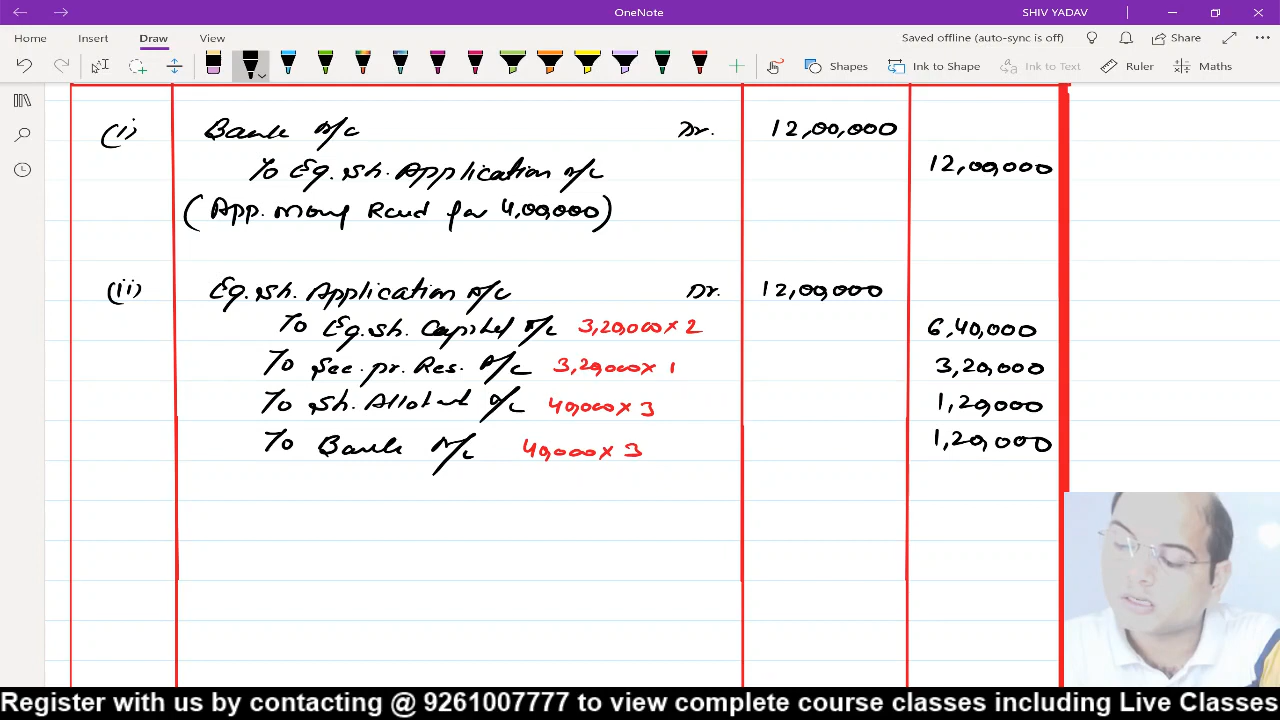 OneNote
SHIV YADAV
Home Insert Draw View
Saved offline (auto-sync is off)
Share
Shapes
Ink to Shape
Ink to Text
Ruler
Maths
(i) Bank A/c Dr. 12,00,000
To Eq. Sh. Application A/c 12,00,000
(App. Money Recd for 4,00,000)
(ii) Eq. Sh. Application A/c Dr. 12,00,000
To Eq. Sh. Capital A/c 3,20,000 × 2 6,40,000
To Sec. pr. Res. A/c 3,20,000 × 1 3,20,000
To Sh. Allotmet A/c 40,000 × 3 1,20,000
To Bank A/c 40,000 × 3 1,20,000
Register with us by contacting @ 9261007777 to view complete course classes including Live Classes